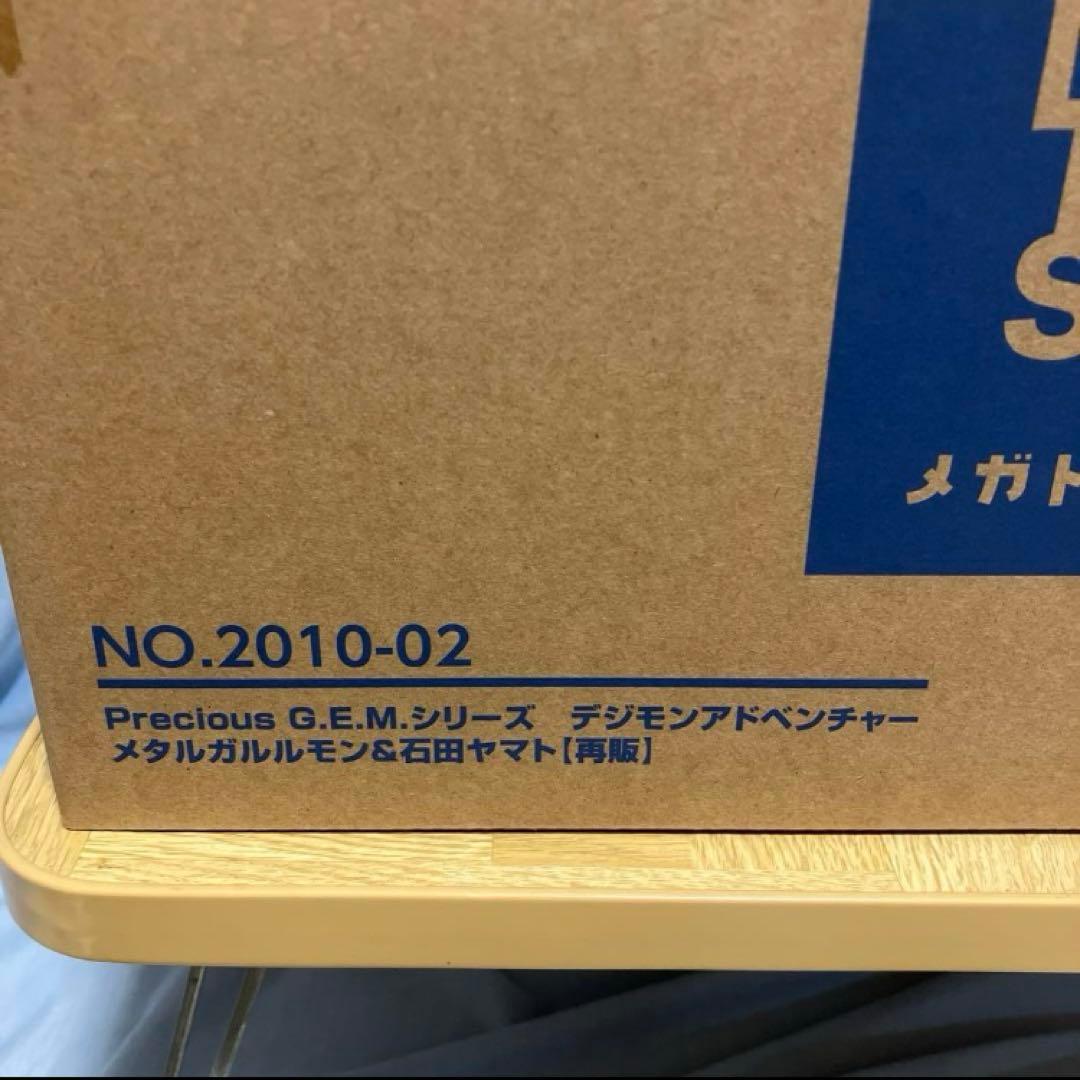 S
メガト
NO.2010-02
Precious G.E.M.シリーズ　デジモンアドベンチャー
メタルガルルモン&石田ヤマト【再販】